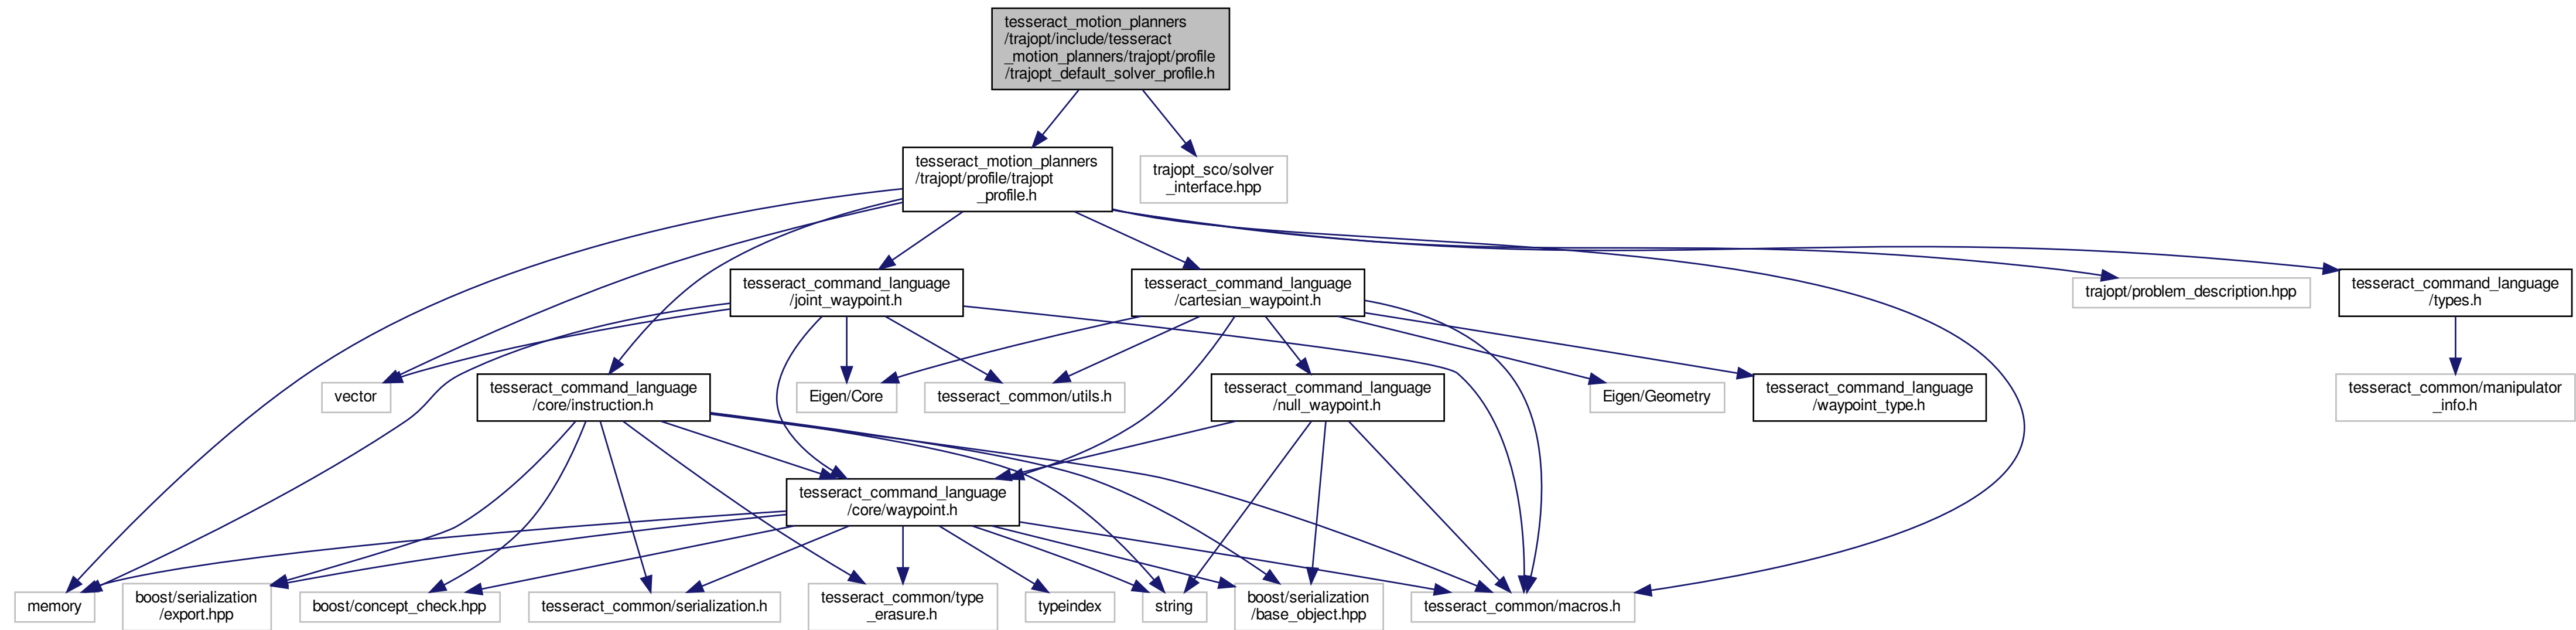 tesseract_motion_planners
/trajopt/include/tesseract
_motion_planners/trajopt/profile
/trajopt_default_solver_profile.h
tesseract_motion_planners
/trajopt/profile/trajopt
_profile.h
trajopt_sco/solver
_interface.hpp
tesseract_command_language
/joint_waypoint.h
tesseract_command_language
/cartesian_waypoint.h
trajopt/problem_description.hpp
tesseract_command_language
/types.h
vector
tesseract_command_language
/core/instruction.h
Eigen/Core
tesseract_common/utils.h
tesseract_command_language
/null_waypoint.h
Eigen/Geometry
tesseract_command_language
/waypoint_type.h
tesseract_common/manipulator
_info.h
tesseract_command_language
/core/waypoint.h
memory
boost/serialization
/export.hpp
boost/concept_check.hpp
tesseract_common/serialization.h
tesseract_common/type
_erasure.h
typeindex
string
boost/serialization
/base_object.hpp
tesseract_common/macros.h